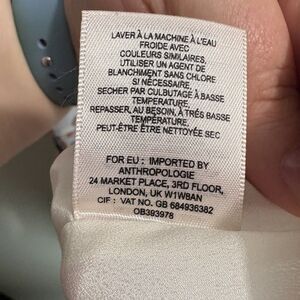 LAVER À LA MACHINE À L'EAU
FROIDE AVEC
COULEURS SIMILAIRES,
UTILISER UN AGENT DE
BLANCHIMENT SANS CHLORE
SI NÉCESSAIRE,
SECHER PAR CULBUTAGE À BASSE
TEMPERATURE,
REPASSER, AU BESOIN, À TRÈS BASSE
TEMPÉRATURE,
PEUT-ÊTRE ÊTRE NETTOYÉE SEC
FOR EU : IMPORTED BY
ANTHROPOLOGIE
24 MARKET PLACE, 3RD FLOOR,
LONDON, UK W1W8AN
CIF : VAT NO. GB 684936382
OB393978